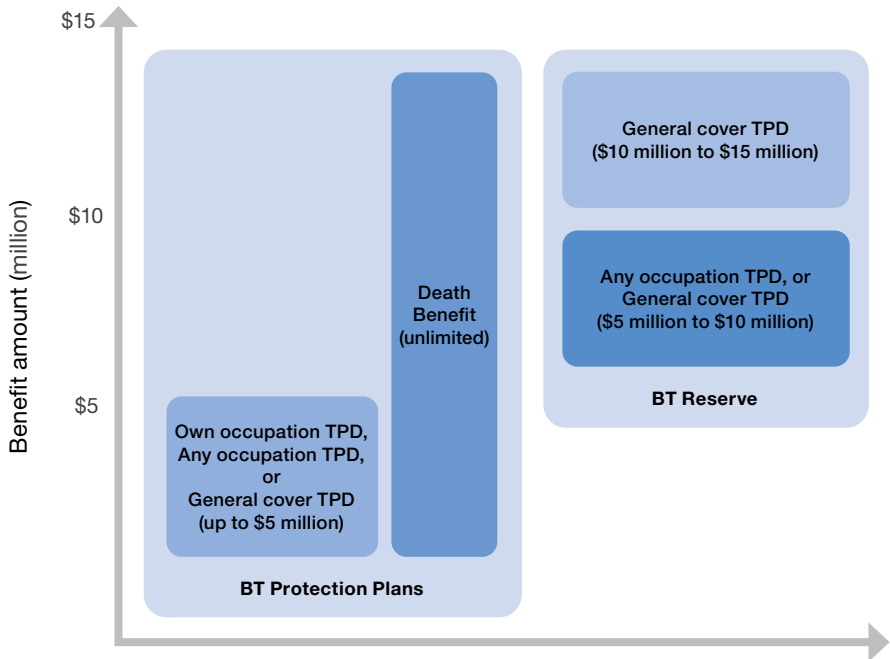 $15
$10
$5
Benefit amount (million)
Own occupation TPD,
Any occupation TPD,
or
General cover TPD
(up to $5 million)
Death
Benefit
(unlimited)
BT Protection Plans
General cover TPD
($10 million to $15 million)
Any occupation TPD, or
General cover TPD
($5 million to $10 million)
BT Reserve